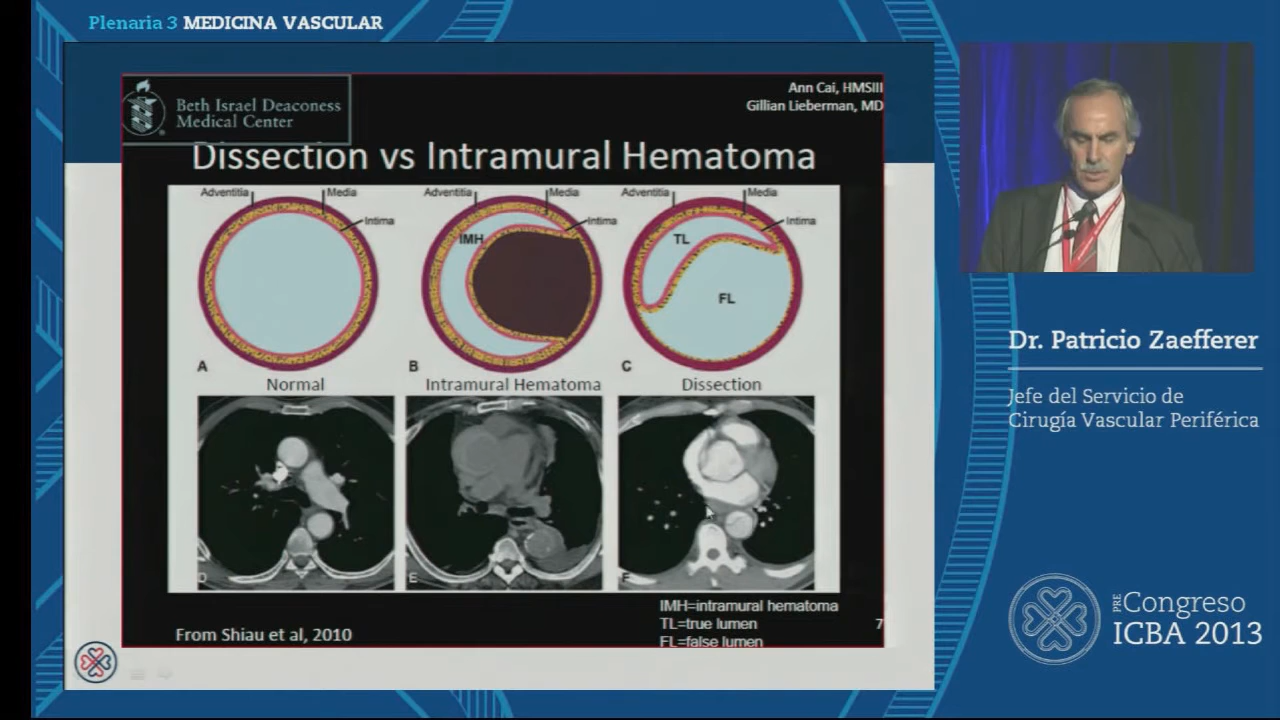 Plenaria 3 MEDICINA VASCULAR
Beth Israel Deaconess
Medical Center
Ann Cai, HMSIII
Gillian Lieberman, MD
Dissection vs Intramural Hematoma
Adventitia
Media
Intima
A
Normal
Adventitia
Media
Intima
IMH
B
Intramural Hematoma
Adventitia
Media
Intima
TL
FL
C
Dissection
D
E
F
IMH=intramural hematoma
TL=true lumen
FL=false lumen
7
From Shiau et al, 2010
Dr. Patricio Zaefferer
Jefe del Servicio de
Cirugía Vascular Periférica
PRE
Congreso
ICBA 2013